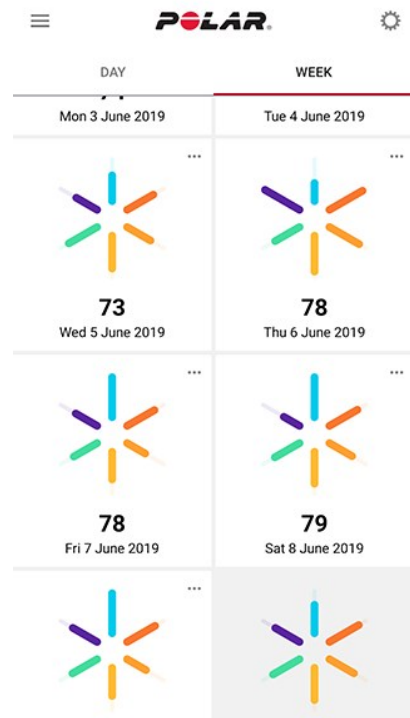 POLAR.
DAY WEEK
Mon 3 June 2019 Tue 4 June 2019
73 78
Wed 5 June 2019 Thu 6 June 2019
78 79
Fri 7 June 2019 Sat 8 June 2019